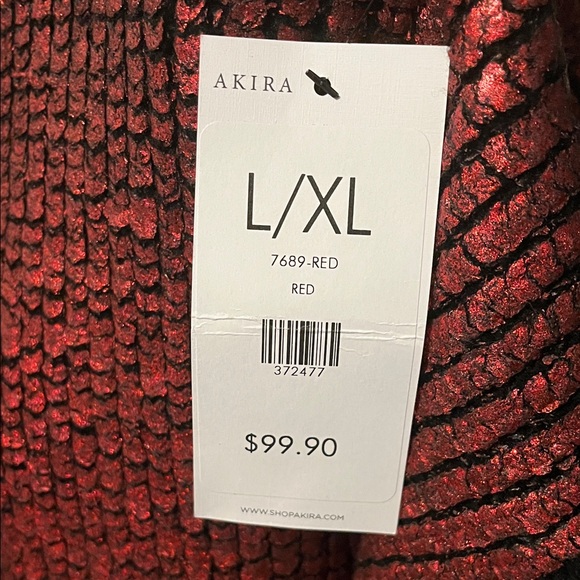 AKIRA
L/XL
7689-RED
RED
372477
$99.90
WWW.SHOPAKIRA.COM